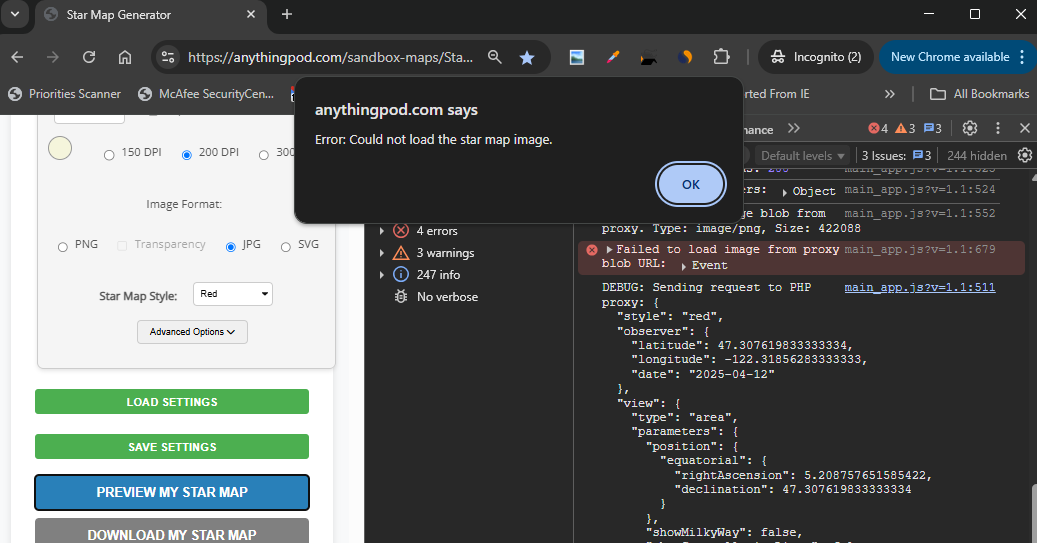 Star Map Generator
https://anythingpod.com/sandbox-maps/Sta...
Incognito (2)
New Chrome available
Priorities Scanner
McAfee SecurityCen...
rted From IE
All Bookmarks
anythingpod.com says
Error: Could not load the star map image.
OK
150 DPI
200 DPI
300
Image Format:
PNG
Transparency
JPG
SVG
Star Map Style:
Red
Advanced Options
LOAD SETTINGS
SAVE SETTINGS
PREVIEW MY STAR MAP
DOWNLOAD MY STAR MAP
4 errors
3 warnings
247 info
No verbose
mance
4 3 3
Default levels
3 Issues: 3
244 hidden
ers: Object main_app.js?v=1.1:524
ge blob from main_app.js?v=1.1:552
proxy. Type: image/png, Size: 422088
Failed to load image from proxy main_app.js?v=1.1:679
blob URL: Event
DEBUG: Sending request to PHP main_app.js?v=1.1:511
proxy: {
"style": "red",
"observer": {
"latitude": 47.307619833333334,
"longitude": -122.31856283333333,
"date": "2025-04-12"
},
"view": {
"type": "area",
"parameters": {
"position": {
"equatorial": {
"rightAscension": 5.208757651585422,
"declination": 47.307619833333334
}
},
"showMilkyWay": false,